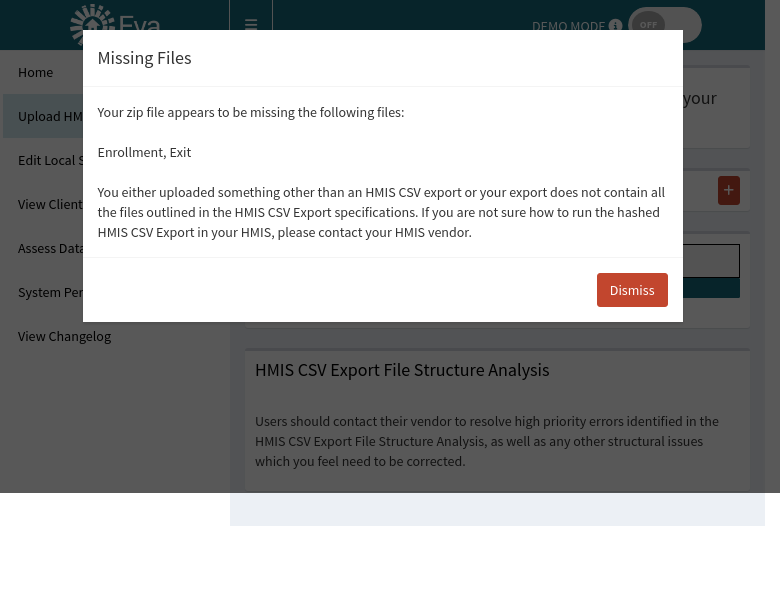 Eva
DEMO MODE
OFF
Missing Files
Home
Upload HM
Edit Local S
View Client
Assess Data
System Per
View Changelog
your
+
Your zip file appears to be missing the following files:
Enrollment, Exit
You either uploaded something other than an HMIS CSV export or your export does not contain all
the files outlined in the HMIS CSV Export specifications. If you are not sure how to run the hashed
HMIS CSV Export in your HMIS, please contact your HMIS vendor.
Dismiss
HMIS CSV Export File Structure Analysis
Users should contact their vendor to resolve high priority errors identified in the
HMIS CSV Export File Structure Analysis, as well as any other structural issues
which you feel need to be corrected.